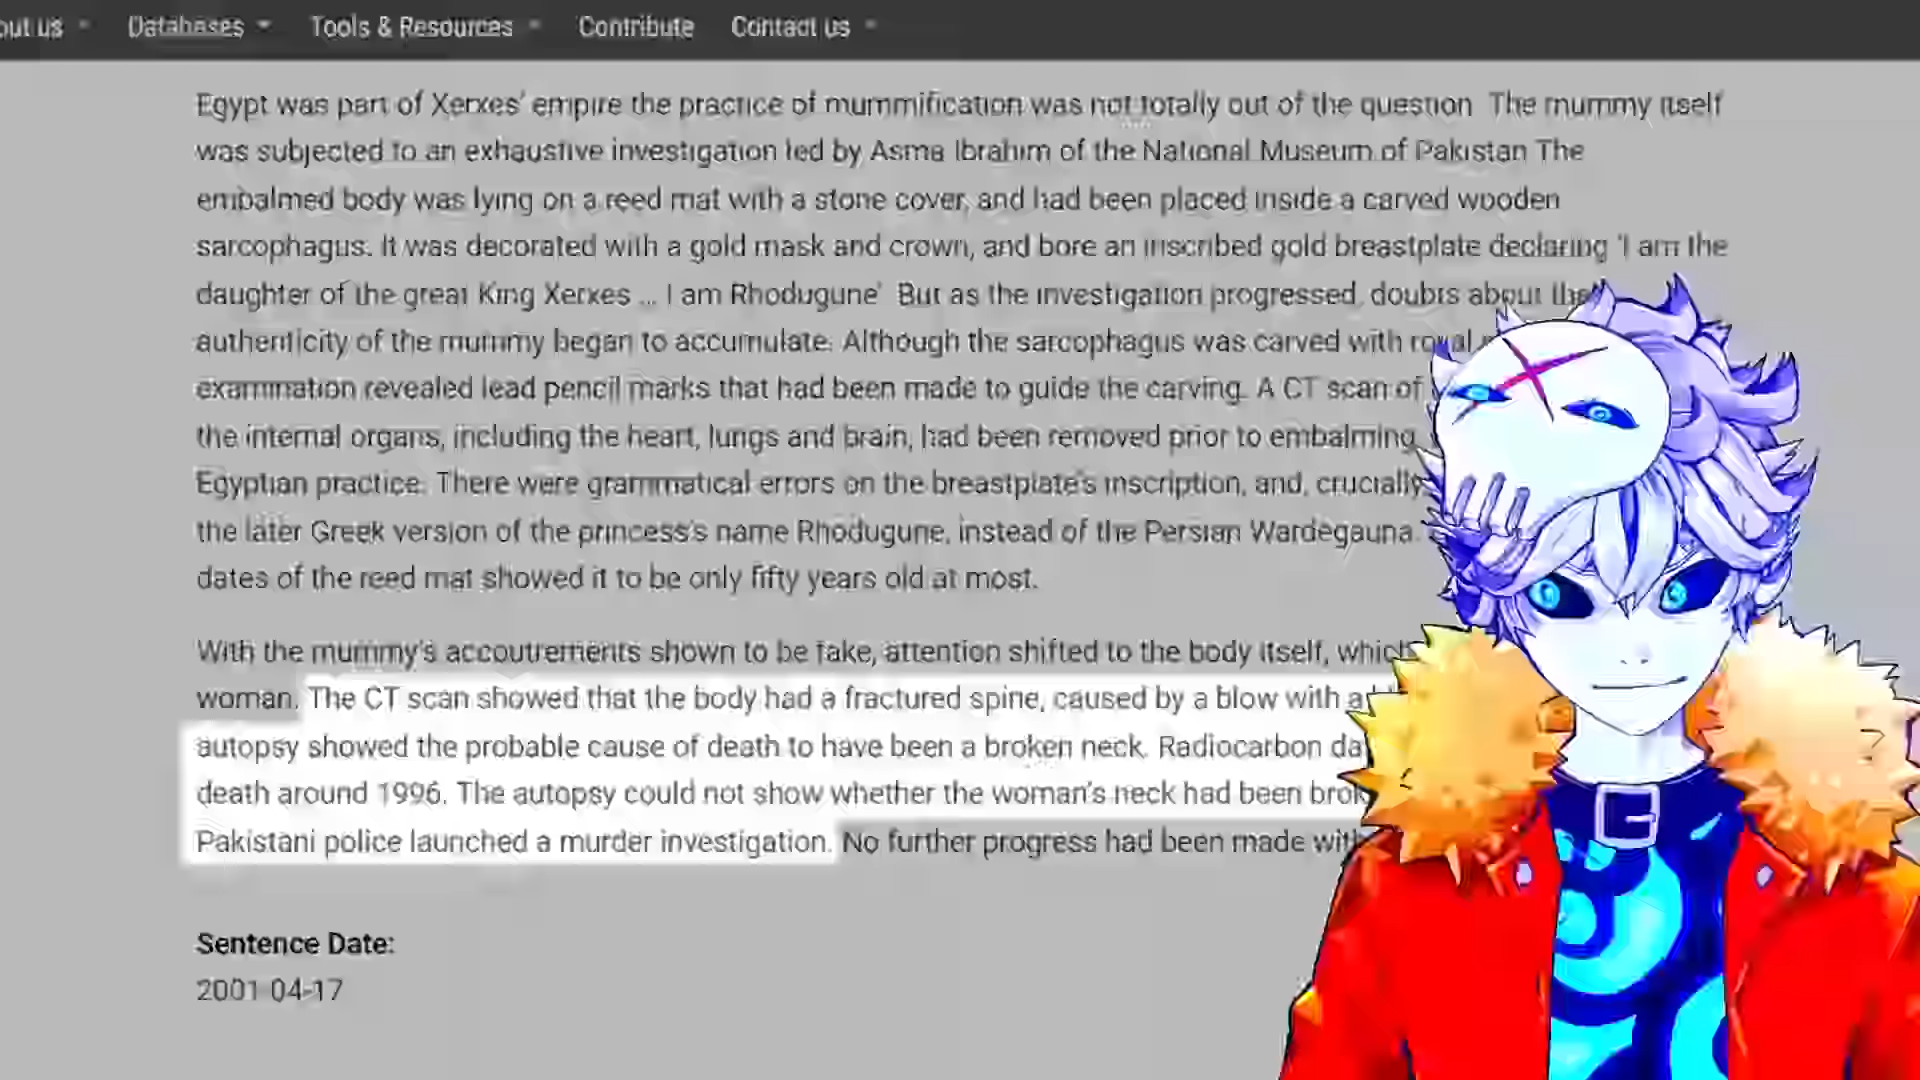 out us Databases Tools & Resources Contribute Contact us
Egypt was part of Xerxes' empire the practice of mummification was not totally out of the question. The mummy itself
was subjected to an exhaustive investigation led by Asma Ibrahim of the National Museum of Pakistan The
embalmed body was lying on a reed mat with a stone cover, and had been placed inside a carved wooden
sarcophagus. It was decorated with a gold mask and crown, and bore an inscribed gold breastplate declaring 'I am the
daughter of the great King Xerxes ... I am Rhodugune' But as the investigation progressed, doubts about the
authenticity of the mummy began to accumulate. Although the sarcophagus was carved with royal
examination revealed lead pencil marks that had been made to guide the carving. A CT scan of
the internal organs, including the heart, lungs and brain, had been removed prior to embalming,
Egyptian practice. There were grammatical errors on the breastplate's inscription, and, crucially
the later Greek version of the princess's name Rhodugune, instead of the Persian Wardegauna.
dates of the reed mat showed it to be only fifty years old at most.
With the mummy's accoutrements shown to be fake, attention shifted to the body itself, which
woman. The CT scan showed that the body had a fractured spine, caused by a blow with a
autopsy showed the probable cause of death to have been a broken neck. Radiocarbon da
death around 1996. The autopsy could not show whether the woman's neck had been brok
Pakistani police launched a murder investigation. No further progress had been made with
Sentence Date:
2001-04-17